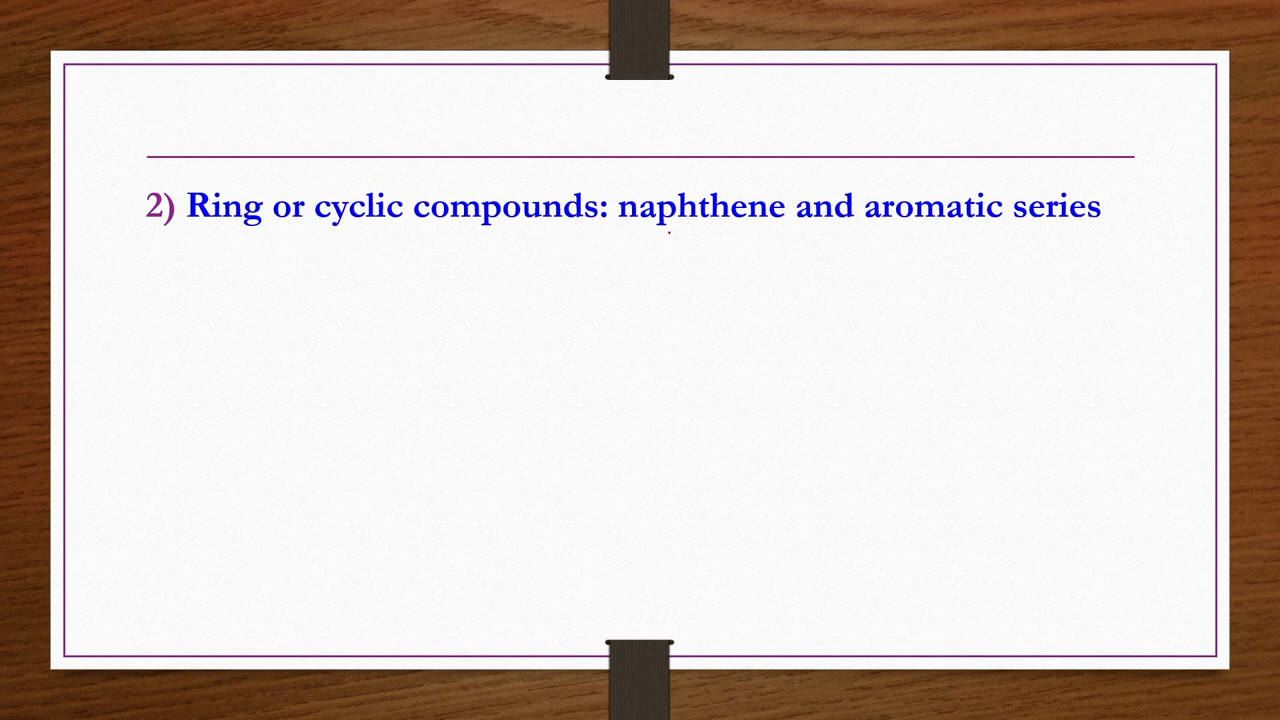 2) Ring or cyclic compounds: naphthene and aromatic series